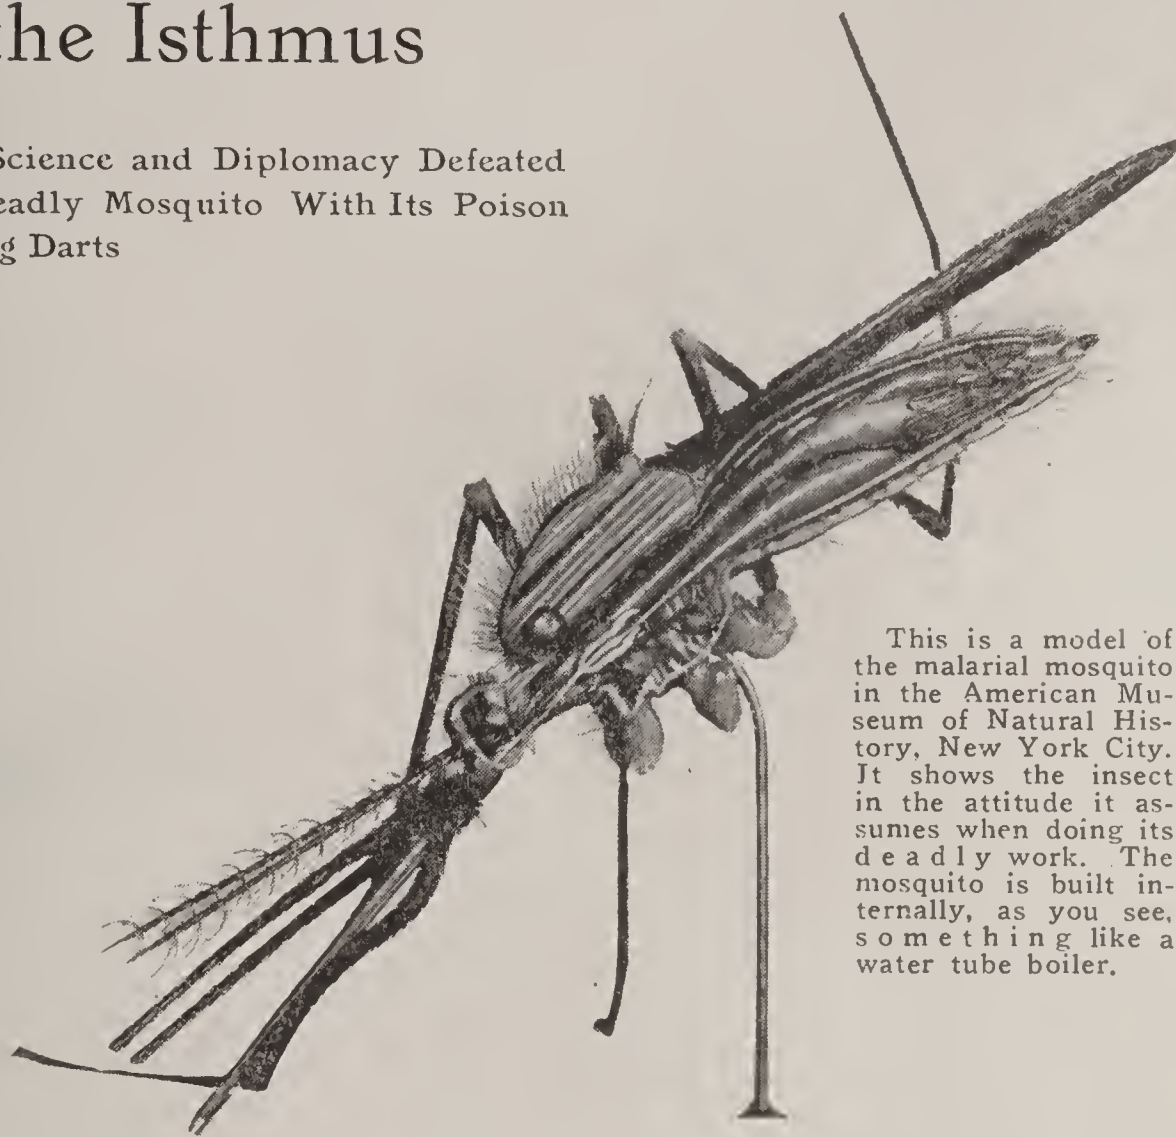 the Isthmus
Science and Diplomacy Defeated
eadly Mosquito With Its Poison
g Darts
This is a model of
the malarial mosquito
in the American Mu-
seum of Natural His-
tory, New York City.
It shows the insect
in the attitude it as-
sumes when doing its
deadly work. The
mosquito is built in-
ternally, as you see,
something like a
water tube boiler.